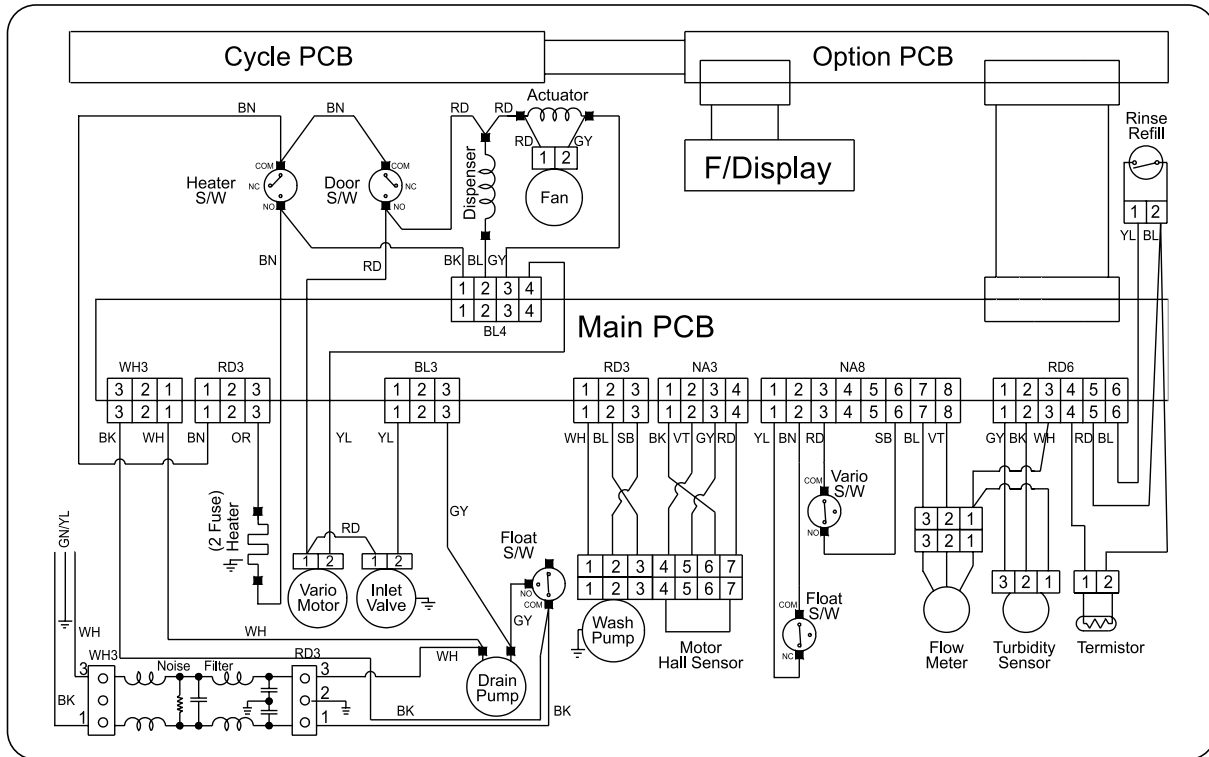 Cycle PCB
Option PCB
F/Display
Actuator
BN
BN
RD
RD
RD
GY
1 2
Fan
Rinse
Refill
1 2
YL BL
COM
NC
NO
Heater
S/W
Door
S/W
COM
NC
NO
Dispenser
BN
RD
BK BL GY
1 2 3 4
1 2 3 4
BL4
Main PCB
WH3
3 2 1
3 2 1
BK WH
RD3
1 2 3
1 2 3
BN OR
YL
BL3
1 2 3
1 2 3
YL
GY
RD3
1 2 3
1 2 3
WH BL SB
NA3
1 2 3 4
1 2 3 4
BK VT GY RD
NA8
1 2 3 4 5 6 7 8
1 2 3 4 5 6 7 8
YL BN RD SB BL VT
RD6
1 2 3 4 5 6
1 2 3 4 5 6
GY BK WH RD BL
GN/YL
(2 Fuse)
Heater
RD
1 2
Vario
Motor
1 2
Inlet
Valve
Float
S/W
NO
COM
GY
COM
Vario
S/W
NO
COM
Float
S/W
NC
1 2 3 4 5 6 7
1 2 3 4 5 6 7
Wash
Pump
Motor
Hall Sensor
3 2 1
3 2 1
Flow
Meter
3 2 1
Turbidity
Sensor
1 2
Termistor
WH
WH
WH
WH3
3
1
BK
Noise Filter
RD3
3
2
1
Drain
Pump
BK
BK